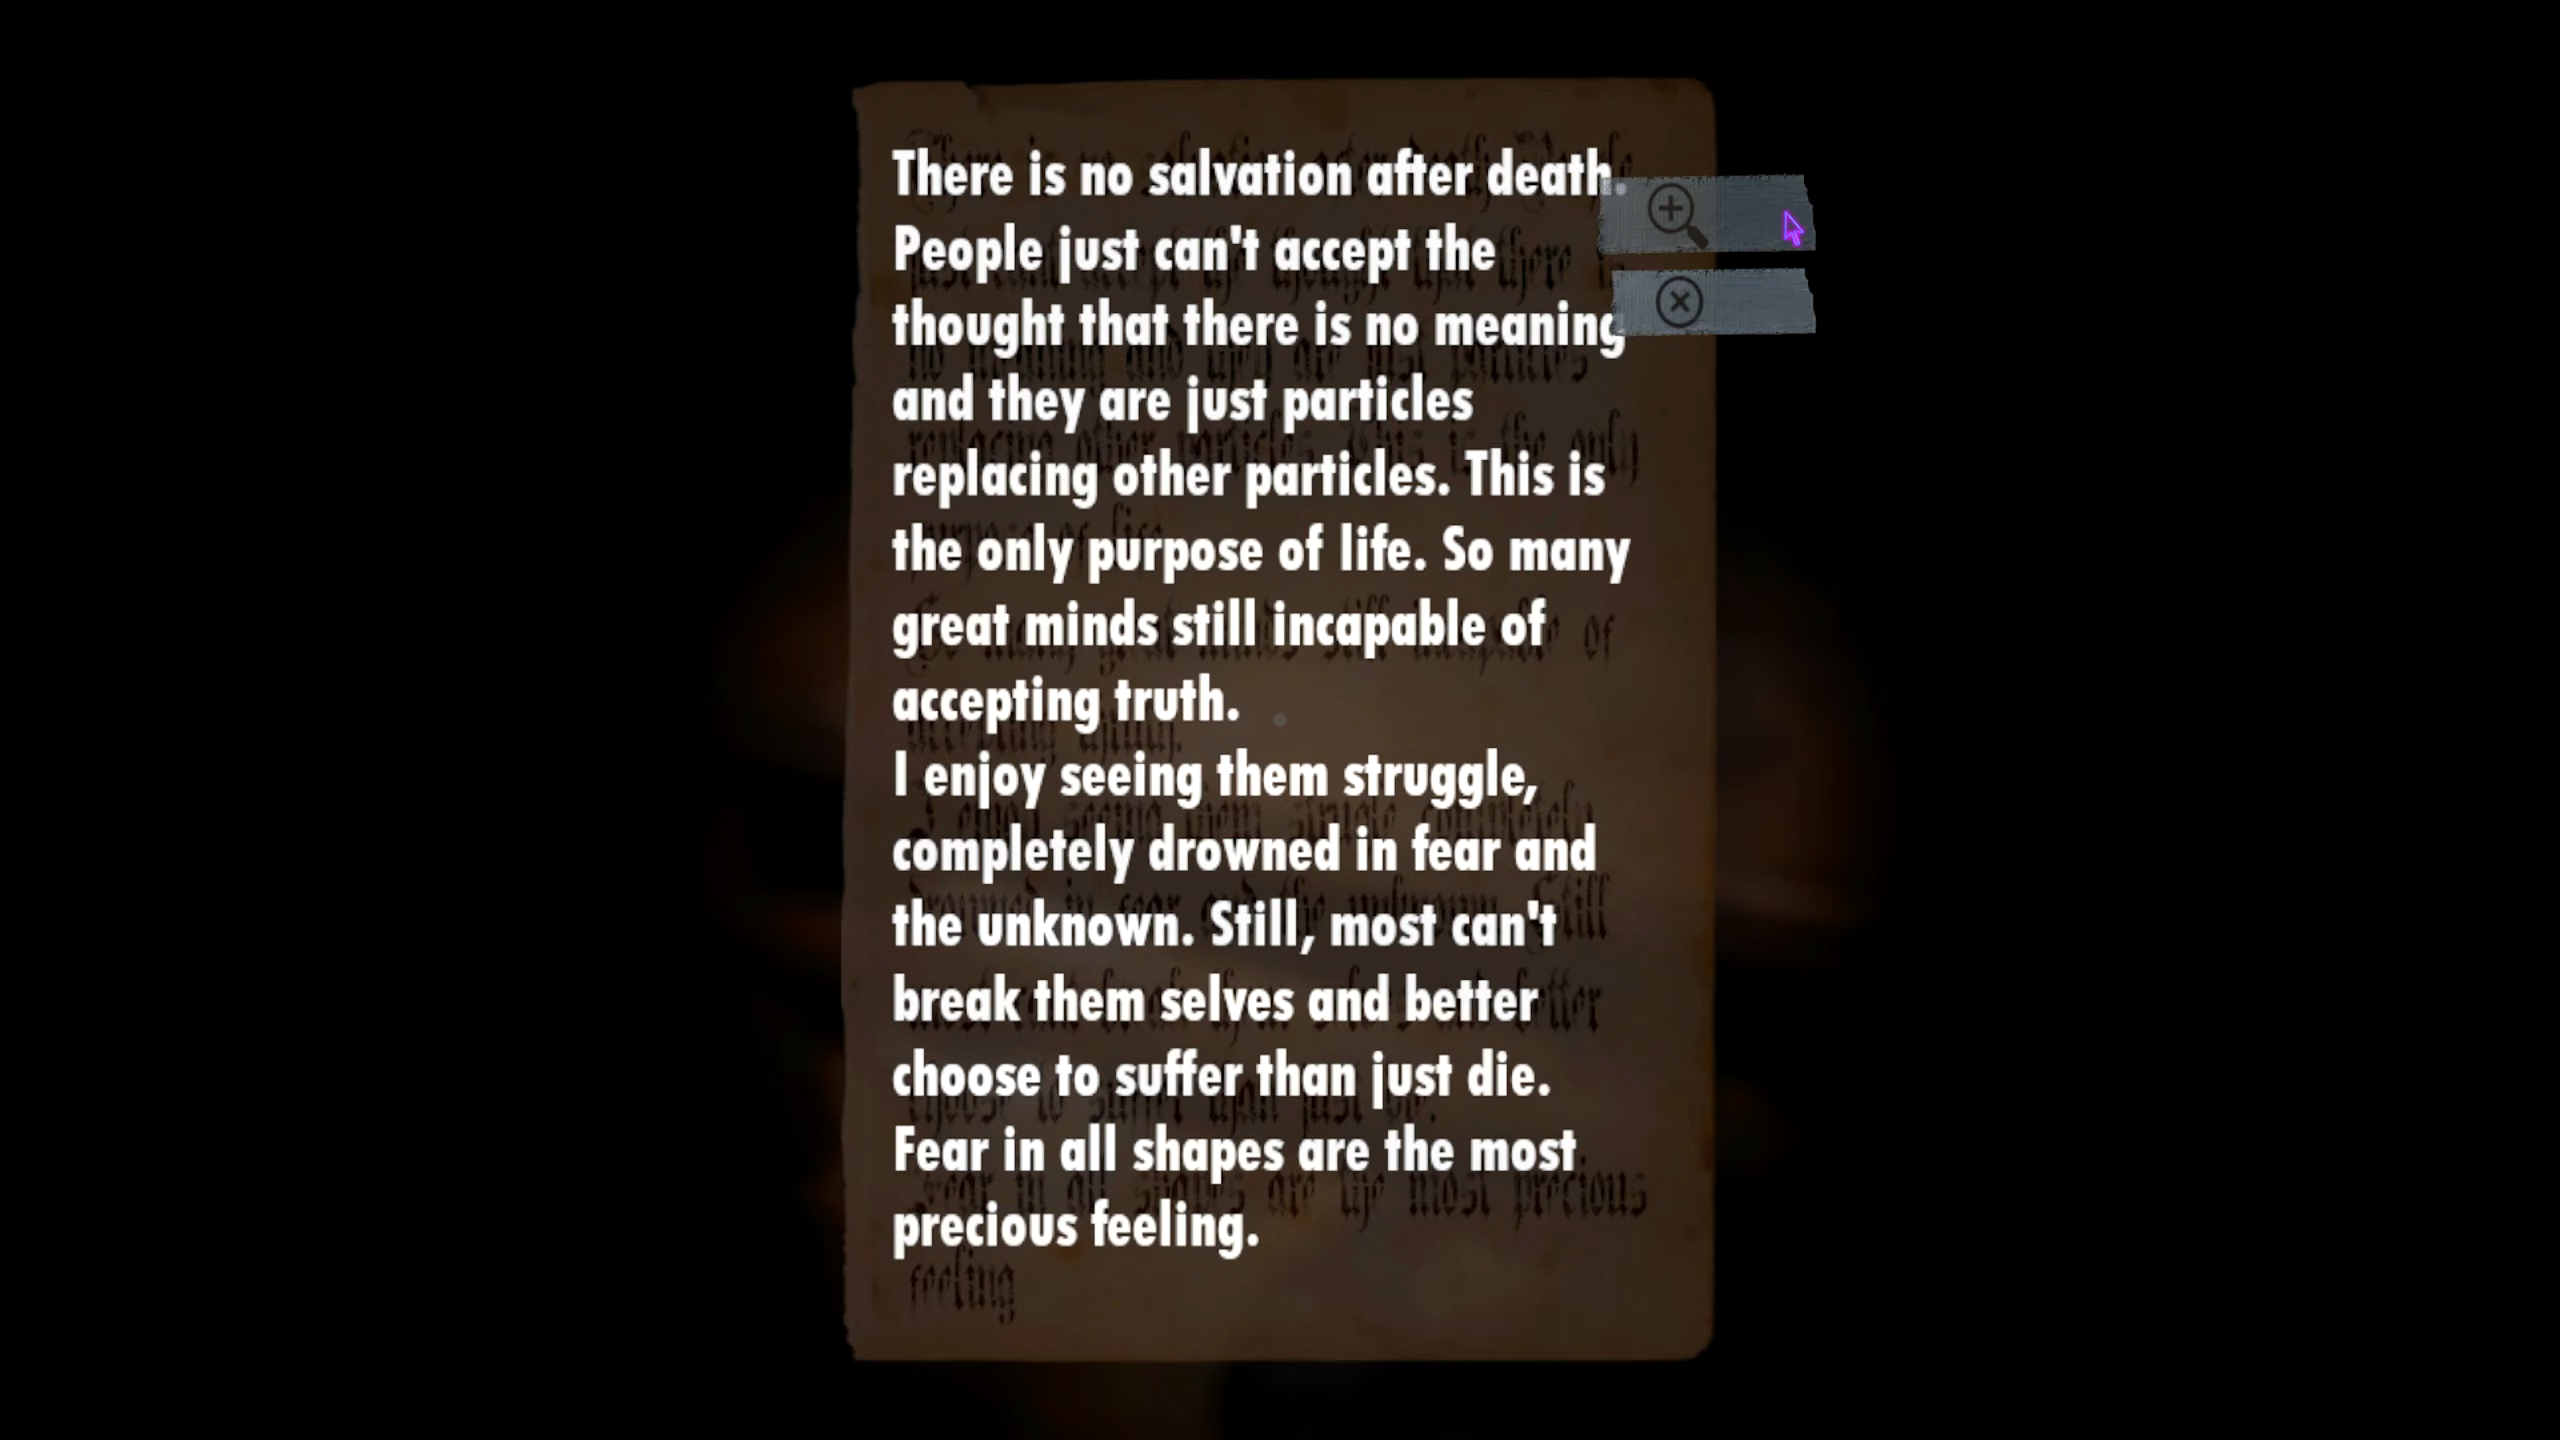 There is no salvation after death.
People just can't accept the
thought that there is no meaning
and they are just particles
replacing other particles. This is
the only purpose of life. So many
great minds still incapable of
accepting truth.
I enjoy seeing them struggle,
completely drowned in fear and
the unknown. Still, most can't
break them selves and better
choose to suffer than just die.
Fear in all shapes are the most
precious feeling.
feeling